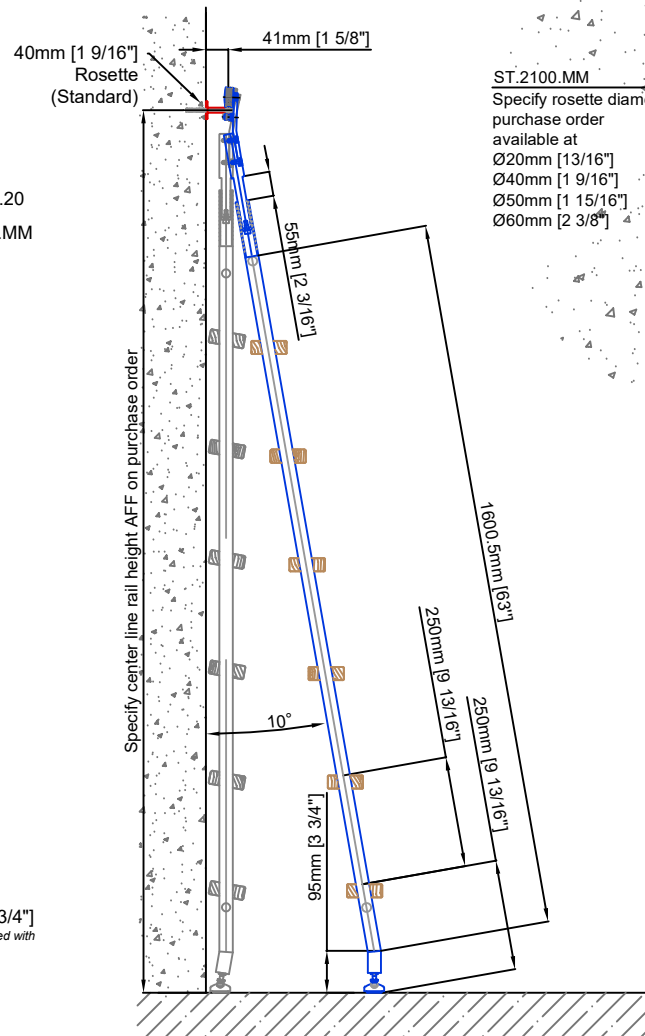 41mm [1 5/8"]
40mm [1 9/16"]
Rosette
(Standard)
ST.2100.MM
Specify rosette diam
purchase order
available at
Ø20mm [13/16"]
Ø40mm [1 9/16"]
Ø50mm [1 15/16"]
Ø60mm [2 3/8"]
.20
.MM
55mm [2 3/16"]
Specify center line rail height AFF on purchase order
1600.5mm [63"]
250mm [9 13/16"]
250mm [9 13/16"]
10°
95mm [3 3/4"]
3/4"]
ed with